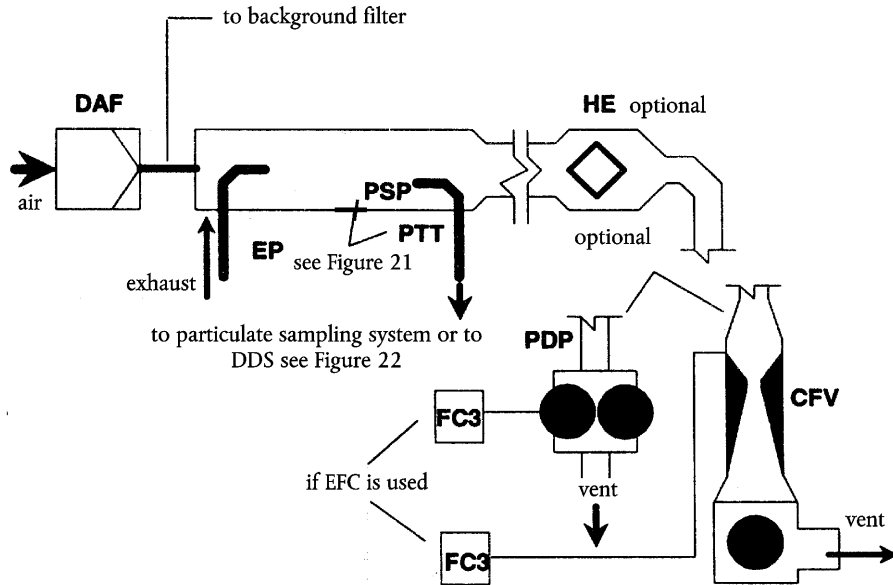 to background filter
DAF
HE optional
air
PSP
PTT
EP
see Figure 21
optional
exhaust
to particulate sampling system or to
DDS see Figure 22
PDP
CFV
FC3
if EFC is used
vent
vent
FC3